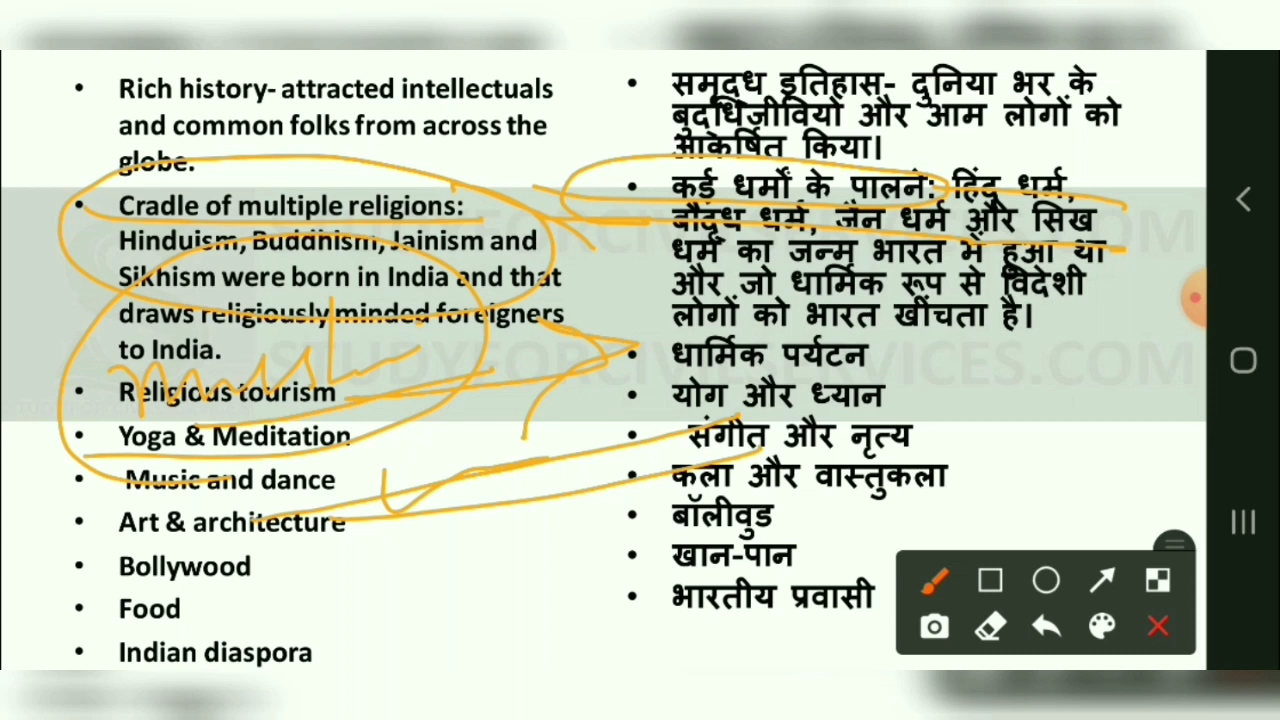 • Rich history- attracted intellectuals
and common folks from across the
globe.
• Cradle of multiple religions:
Hinduism, Buddhism, Jainism and
Sikhism were born in India and that
draws religiously minded foreigners
to India.
• Religious tourism
• Yoga & Meditation
• Music and dance
• Art & architecture
• Bollywood
• Food
• Indian diaspora
• समृद्ध इतिहास- दुनिया भर के
बुद्धिजीवियों और आम लोगों को
आकर्षित किया।
• कई धर्मों के पालने: हिंदू धर्म,
बौद्ध धर्म, जैन धर्म और सिख
धर्म का जन्म भारत में हुआ था
और जो धार्मिक रूप से विदेशी
लोगों को भारत खींचता है।
• धार्मिक पर्यटन
• योग और ध्यान
• संगीत और नृत्य
• कला और वास्तुकला
• बॉलीवुड
• खान-पान
• भारतीय प्रवासी
STUDYFORCIVILSERVICES.COM